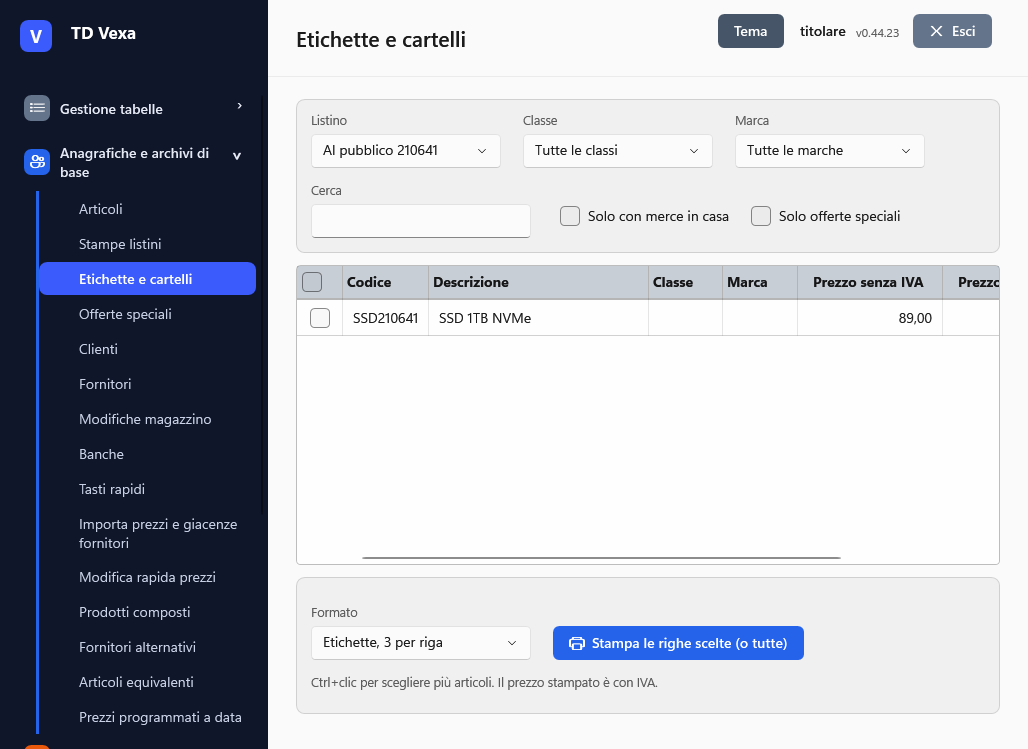 V
TD Vexa
Etichette e cartelli
Tema
titolare
v0.44.23
Esci
Gestione tabelle
Anagrafiche e archivi di
base
Articoli
Stampe listini
Etichette e cartelli
Offerte speciali
Clienti
Fornitori
Modifiche magazzino
Banche
Tasti rapidi
Importa prezzi e giacenze
fornitori
Modifica rapida prezzi
Prodotti composti
Fornitori alternativi
Articoli equivalenti
Prezzi programmati a data
Listino
Classe
Marca
Al pubblico 210641
Tutte le classi
Tutte le marche
Cerca
Solo con merce in casa
Solo offerte speciali
Codice Descrizione Classe Marca Prezzo senza IVA Prezzo
SSD210641 SSD 1TB NVMe 89,00
Formato
Etichette, 3 per riga
Stampa le righe scelte (o tutte)
Ctrl+clic per scegliere più articoli. Il prezzo stampato è con IVA.